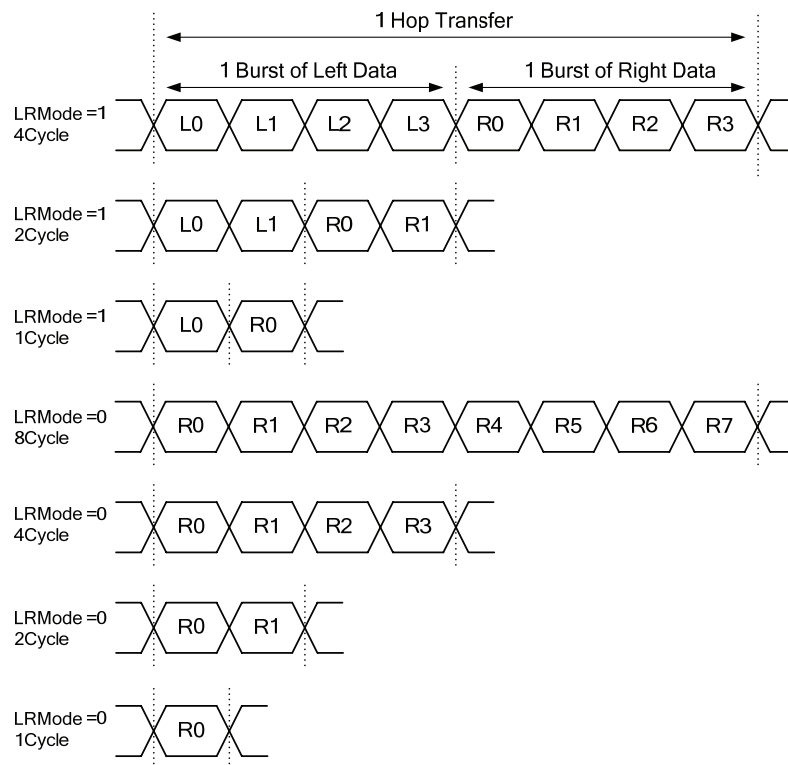 1 Hop Transfer
1 Burst of Left Data 1 Burst of Right Data
LRMode =1
4Cycle
L0 L1 L2 L3 R0 R1 R2 R3
LRMode =1
2Cycle
L0 L1 R0 R1
LRMode =1
1Cycle
L0 R0
LRMode =0
8Cycle
R0 R1 R2 R3 R4 R5 R6 R7
LRMode =0
4Cycle
R0 R1 R2 R3
LRMode =0
2Cycle
R0 R1
LRMode =0
1Cycle
R0